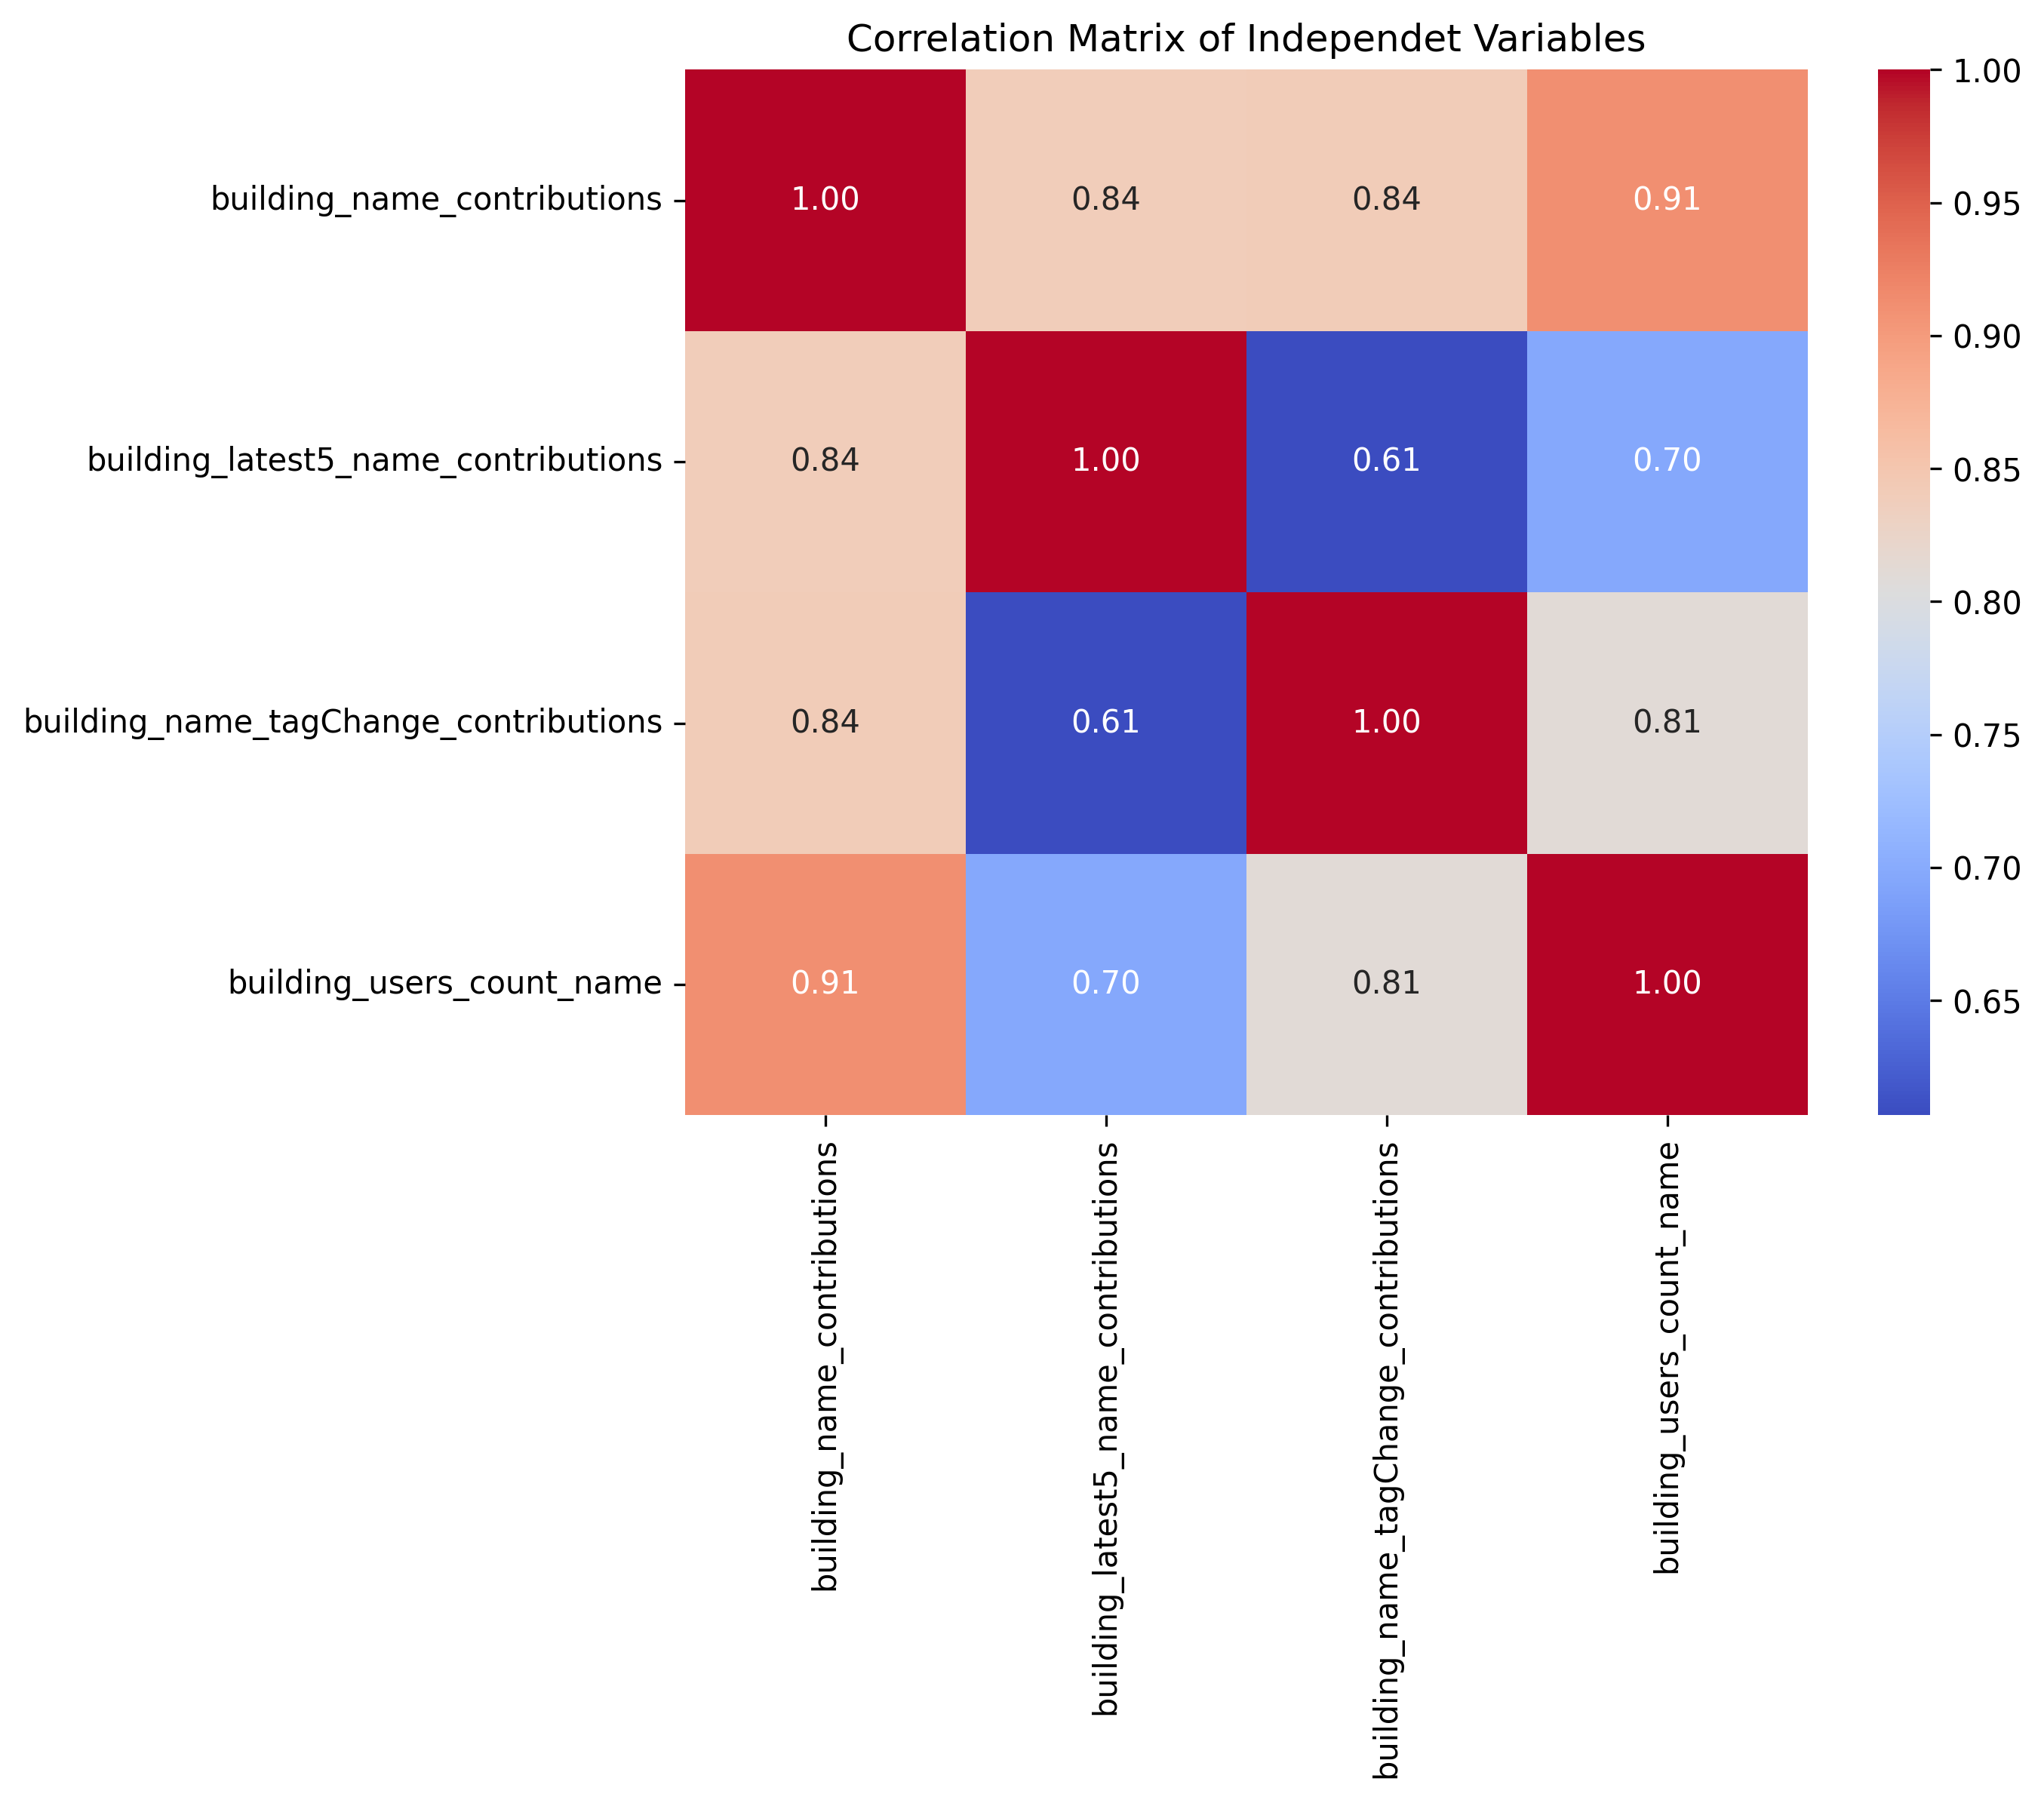 Correlation Matrix of Independet Variables
building_name_contributions
1.00 0.84 0.84 0.91
building_latest5_name_contributions
0.84 1.00 0.61 0.70
building_name_tagChange_contributions
0.84 0.61 1.00 0.81
building_users_count_name
0.91 0.70 0.81 1.00
building_name_contributions
building_latest5_name_contributions
building_name_tagChange_contributions
building_users_count_name
1.00
0.95
0.90
0.85
0.80
0.75
0.70
0.65